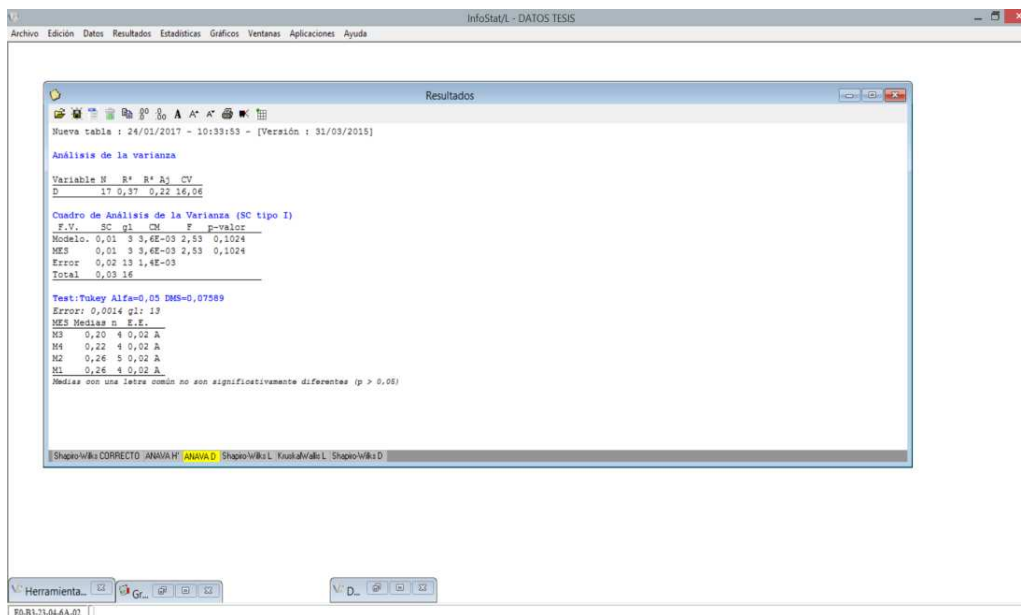 InfoStat/L - DATOS TESIS
Archivo Edición Datos Resultados Estadísticas Gráficos Ventanas Aplicaciones Ayuda
Resultados
Nueva tabla : 24/01/2017 - 10:33:53 - [Versión : 31/03/2015]
Análisis de la varianza
Variable N R² R² Aj CV
D 17 0,37 0,22 16,06
Cuadro de Análisis de la Varianza (SC tipo I)
F.V. SC gl CM F p-valor
Modelo. 0,01 3 3,6E-03 2,53 0,1024
MES 0,01 3 3,6E-03 2,53 0,1024
Error 0,02 13 1,4E-03
Total 0,03 16
Test:Tukey Alfa=0,05 DMS=0,07589
Error: 0,0014 gl: 13
MES Medias n E.E.
M3 0,20 4 0,02 A
M4 0,22 4 0,02 A
M2 0,26 5 0,02 A
M1 0,26 4 0,02 A
Medias con una letra común no son significativamente diferentes (p > 0,05)
Shapiro-Wilks CORRECTO ANAVA H' ANAVA D Shapiro-Wilks L KruskalWallis L Shapiro-Wilks D
Herramienta... Gr... D...
F0-B3-23-04-6A-02